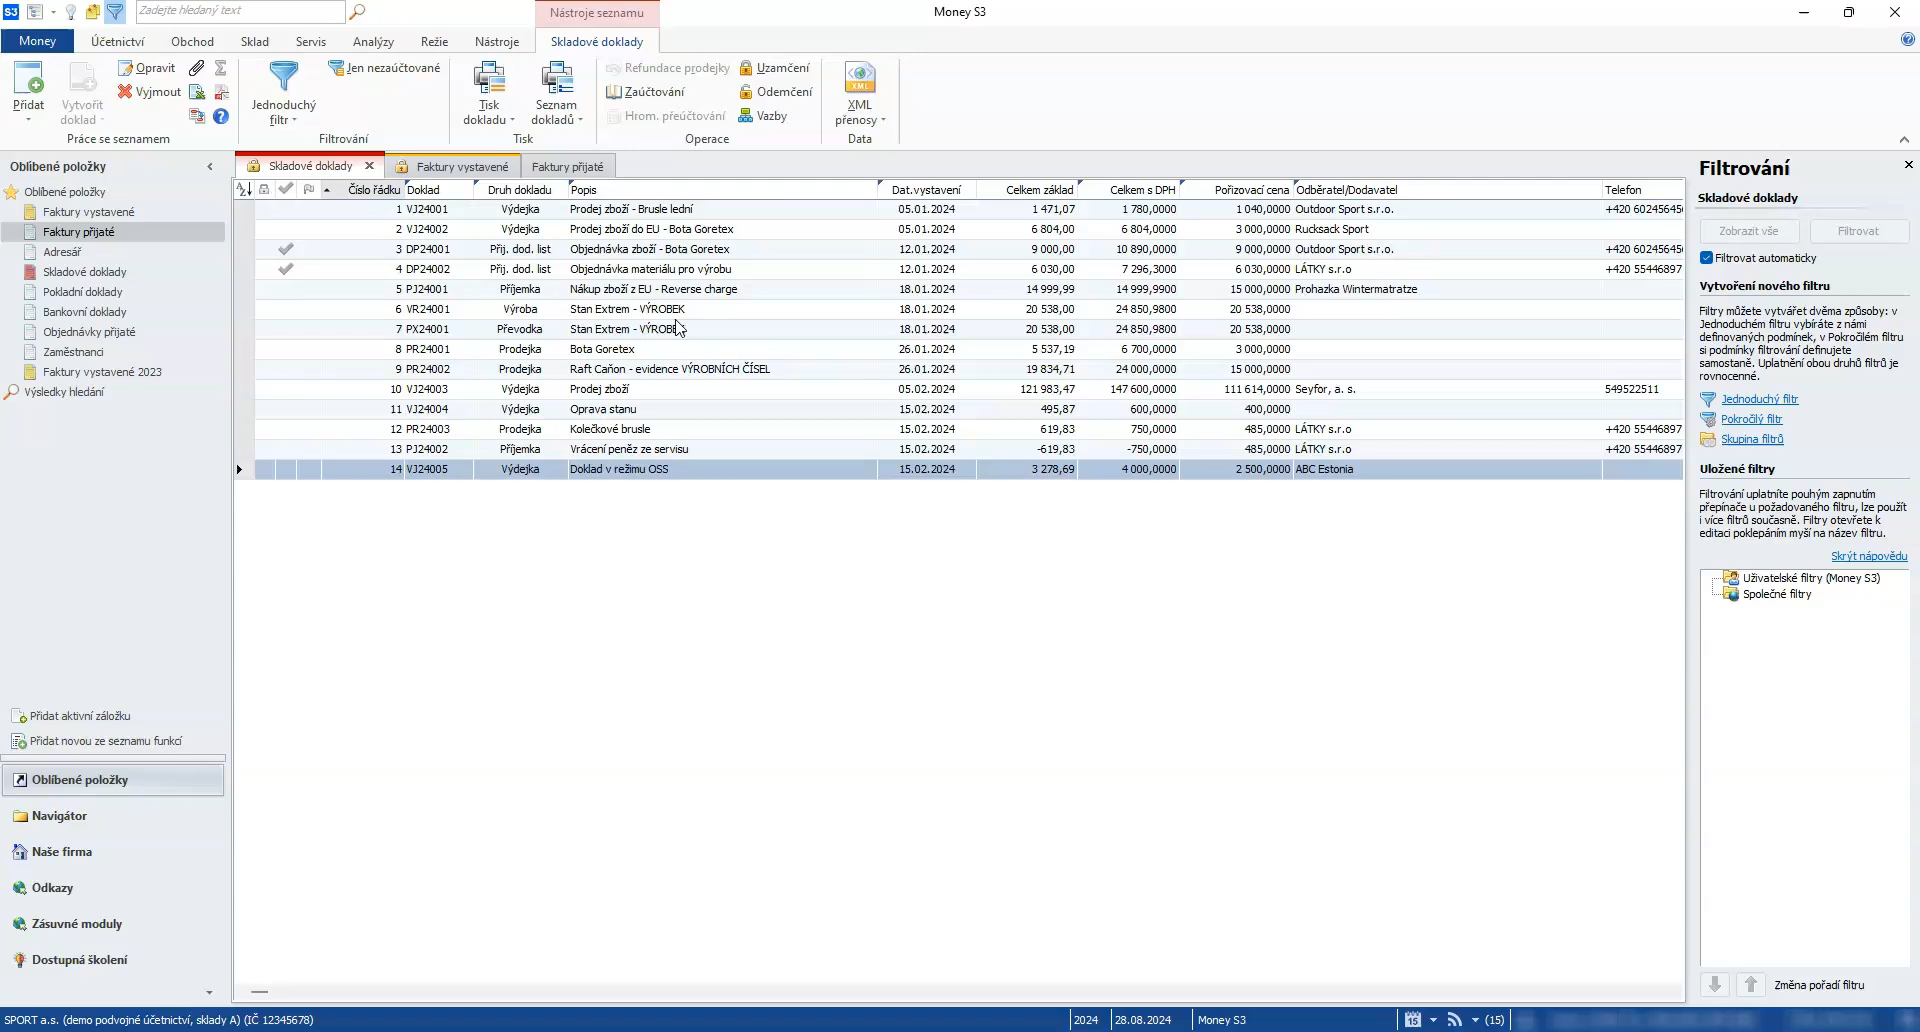 S3 Zadejte hledaný text Nástroje seznamu Money S3
Money Účetnictví Obchod Sklad Servis Analýzy Režie Nástroje Skladové doklady
Přidat
Vytvořit doklad
Opravit
Vyjmout
Práce se seznamem
Jednoduchý filtr
Jen nezaúčtované
Filtrování
Tisk dokladu
Seznam dokladů
Tisk
Refundace prodejky
Zaúčtování
Hrom. přeúčtování
Uzamčení
Odemčení
Vazby
Operace
XML
XML přenosy
Data
Oblíbené položky
Oblíbené položky
Faktury vystavené
Faktury přijaté
Adresář
Skladové doklady
Pokladní doklady
Bankovní doklady
Objednávky přijaté
Zaměstnanci
Faktury vystavené 2023
Výsledky hledání
Přidat aktivní záložku
Přidat novou ze seznamu funkcí
Oblíbené položky
Navigátor
Naše firma
Odkazy
Zásuvné moduly
Dostupná školení
Skladové doklady Faktury vystavené Faktury přijaté
Číslo řádku Doklad Druh dokladu Popis Dat.vystavení Celkem základ Celkem s DPH Pořizovací cena Odběratel/Dodavatel Telefon
1 VJ24001 Výdejka Prodej zboží - Brusle lední 05.01.2024 1 471,07 1 780,0000 1 040,0000 Outdoor Sport s.r.o. +420 60245645
2 VJ24002 Výdejka Prodej zboží do EU - Bota Goretex 05.01.2024 6 804,00 6 804,0000 3 000,0000 Rucksack Sport
3 DP24001 Přij. dod. list Objednávka zboží - Bota Goretex 12.01.2024 9 000,00 10 890,0000 9 000,0000 Outdoor Sport s.r.o. +420 60245645
4 DP24002 Přij. dod. list Objednávka materiálu pro výrobu 12.01.2024 6 030,00 7 296,3000 6 030,0000 LÁTKY s.r.o +420 55446897
5 PJ24001 Příjemka Nákup zboží z EU - Reverse charge 18.01.2024 14 999,99 14 999,9900 15 000,0000 Prohazka Wintermatratze
6 VR24001 Výroba Stan Extrem - VÝROBEK 18.01.2024 20 538,00 24 850,9800 20 538,0000
7 PX24001 Převodka Stan Extrem - VÝROBEK 18.01.2024 20 538,00 24 850,9800 20 538,0000
8 PR24001 Prodejka Bota Goretex 26.01.2024 5 537,19 6 700,0000 3 000,0000
9 PR24002 Prodejka Raft Caňon - evidence VÝROBNÍCH ČÍSEL 26.01.2024 19 834,71 24 000,0000 15 000,0000
10 VJ24003 Výdejka Prodej zboží 05.02.2024 121 983,47 147 600,0000 111 614,0000 Seyfor, a. s. 549522511
11 VJ24004 Výdejka Oprava stanu 15.02.2024 495,87 600,0000 400,0000
12 PR24003 Prodejka Kolečkové brusle 15.02.2024 619,83 750,0000 485,0000 LÁTKY s.r.o +420 55446897
13 PJ24002 Příjemka Vrácení peněz ze servisu 15.02.2024 -619,83 -750,0000 485,0000 LÁTKY s.r.o +420 55446897
14 VJ24005 Výdejka Doklad v režimu OSS 15.02.2024 3 278,69 4 000,0000 2 500,0000 ABC Estonia
Filtrování
Skladové doklady
Zobrazit vše Filtrovat
Filtrovat automaticky
Vytvoření nového filtru
Filtry můžete vytvářet dvěma způsoby: v
Jednoduchém filtru vybíráte z námi
definovaných podmínek, v Pokročilém filtru
si podmínky filtrování definujete
samostaně. Uplatnění obou druhů filtrů je
rovnocenné.
Jednoduchý filtr
Pokročilý filtr
Skupina filtrů
Uložené filtry
Filtrování uplatníte pouhým zapnutím
přepínače u požadovaného filtru, lze použít
i více filtrů současně. Filtry otevřete k
editaci poklepáním myší na název filtru.
Skrýt nápovědu
Uživatelské filtry (Money S3)
Společné filtry
Změna pořadí filtru
SPORT a.s. (demo podvojné účetnictví, sklady A) (IČ 12345678) 2024 28.08.2024 Money S3 15 (15)